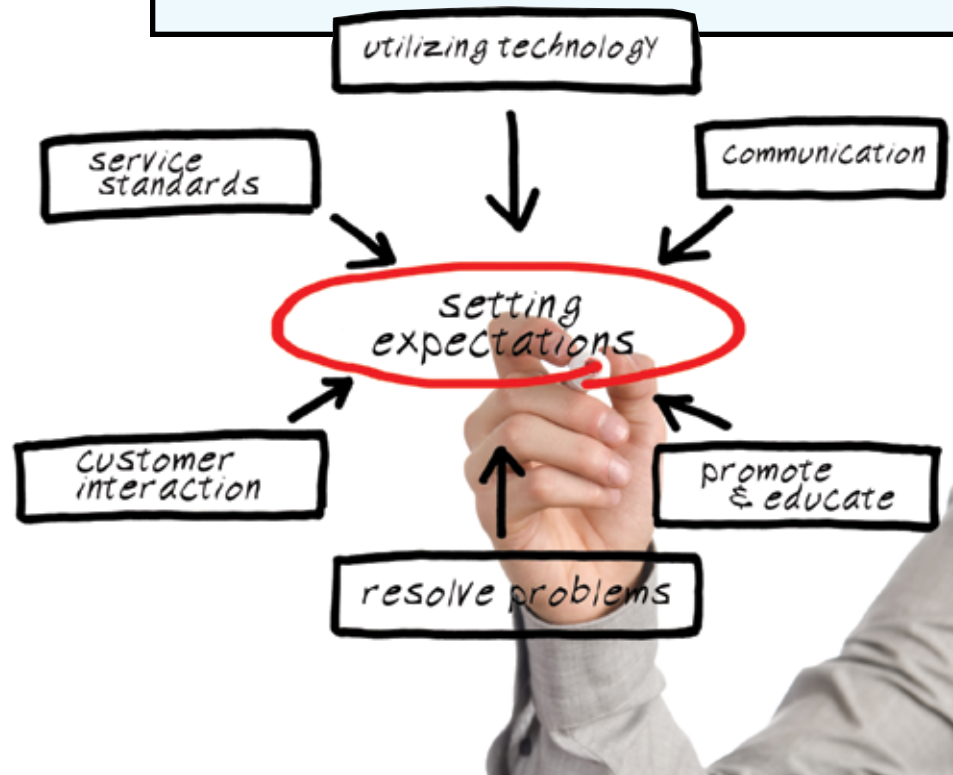 utilizing technology
service
standards
communication
setting
expectations
customer
interaction
promote
& educate
resolve problems